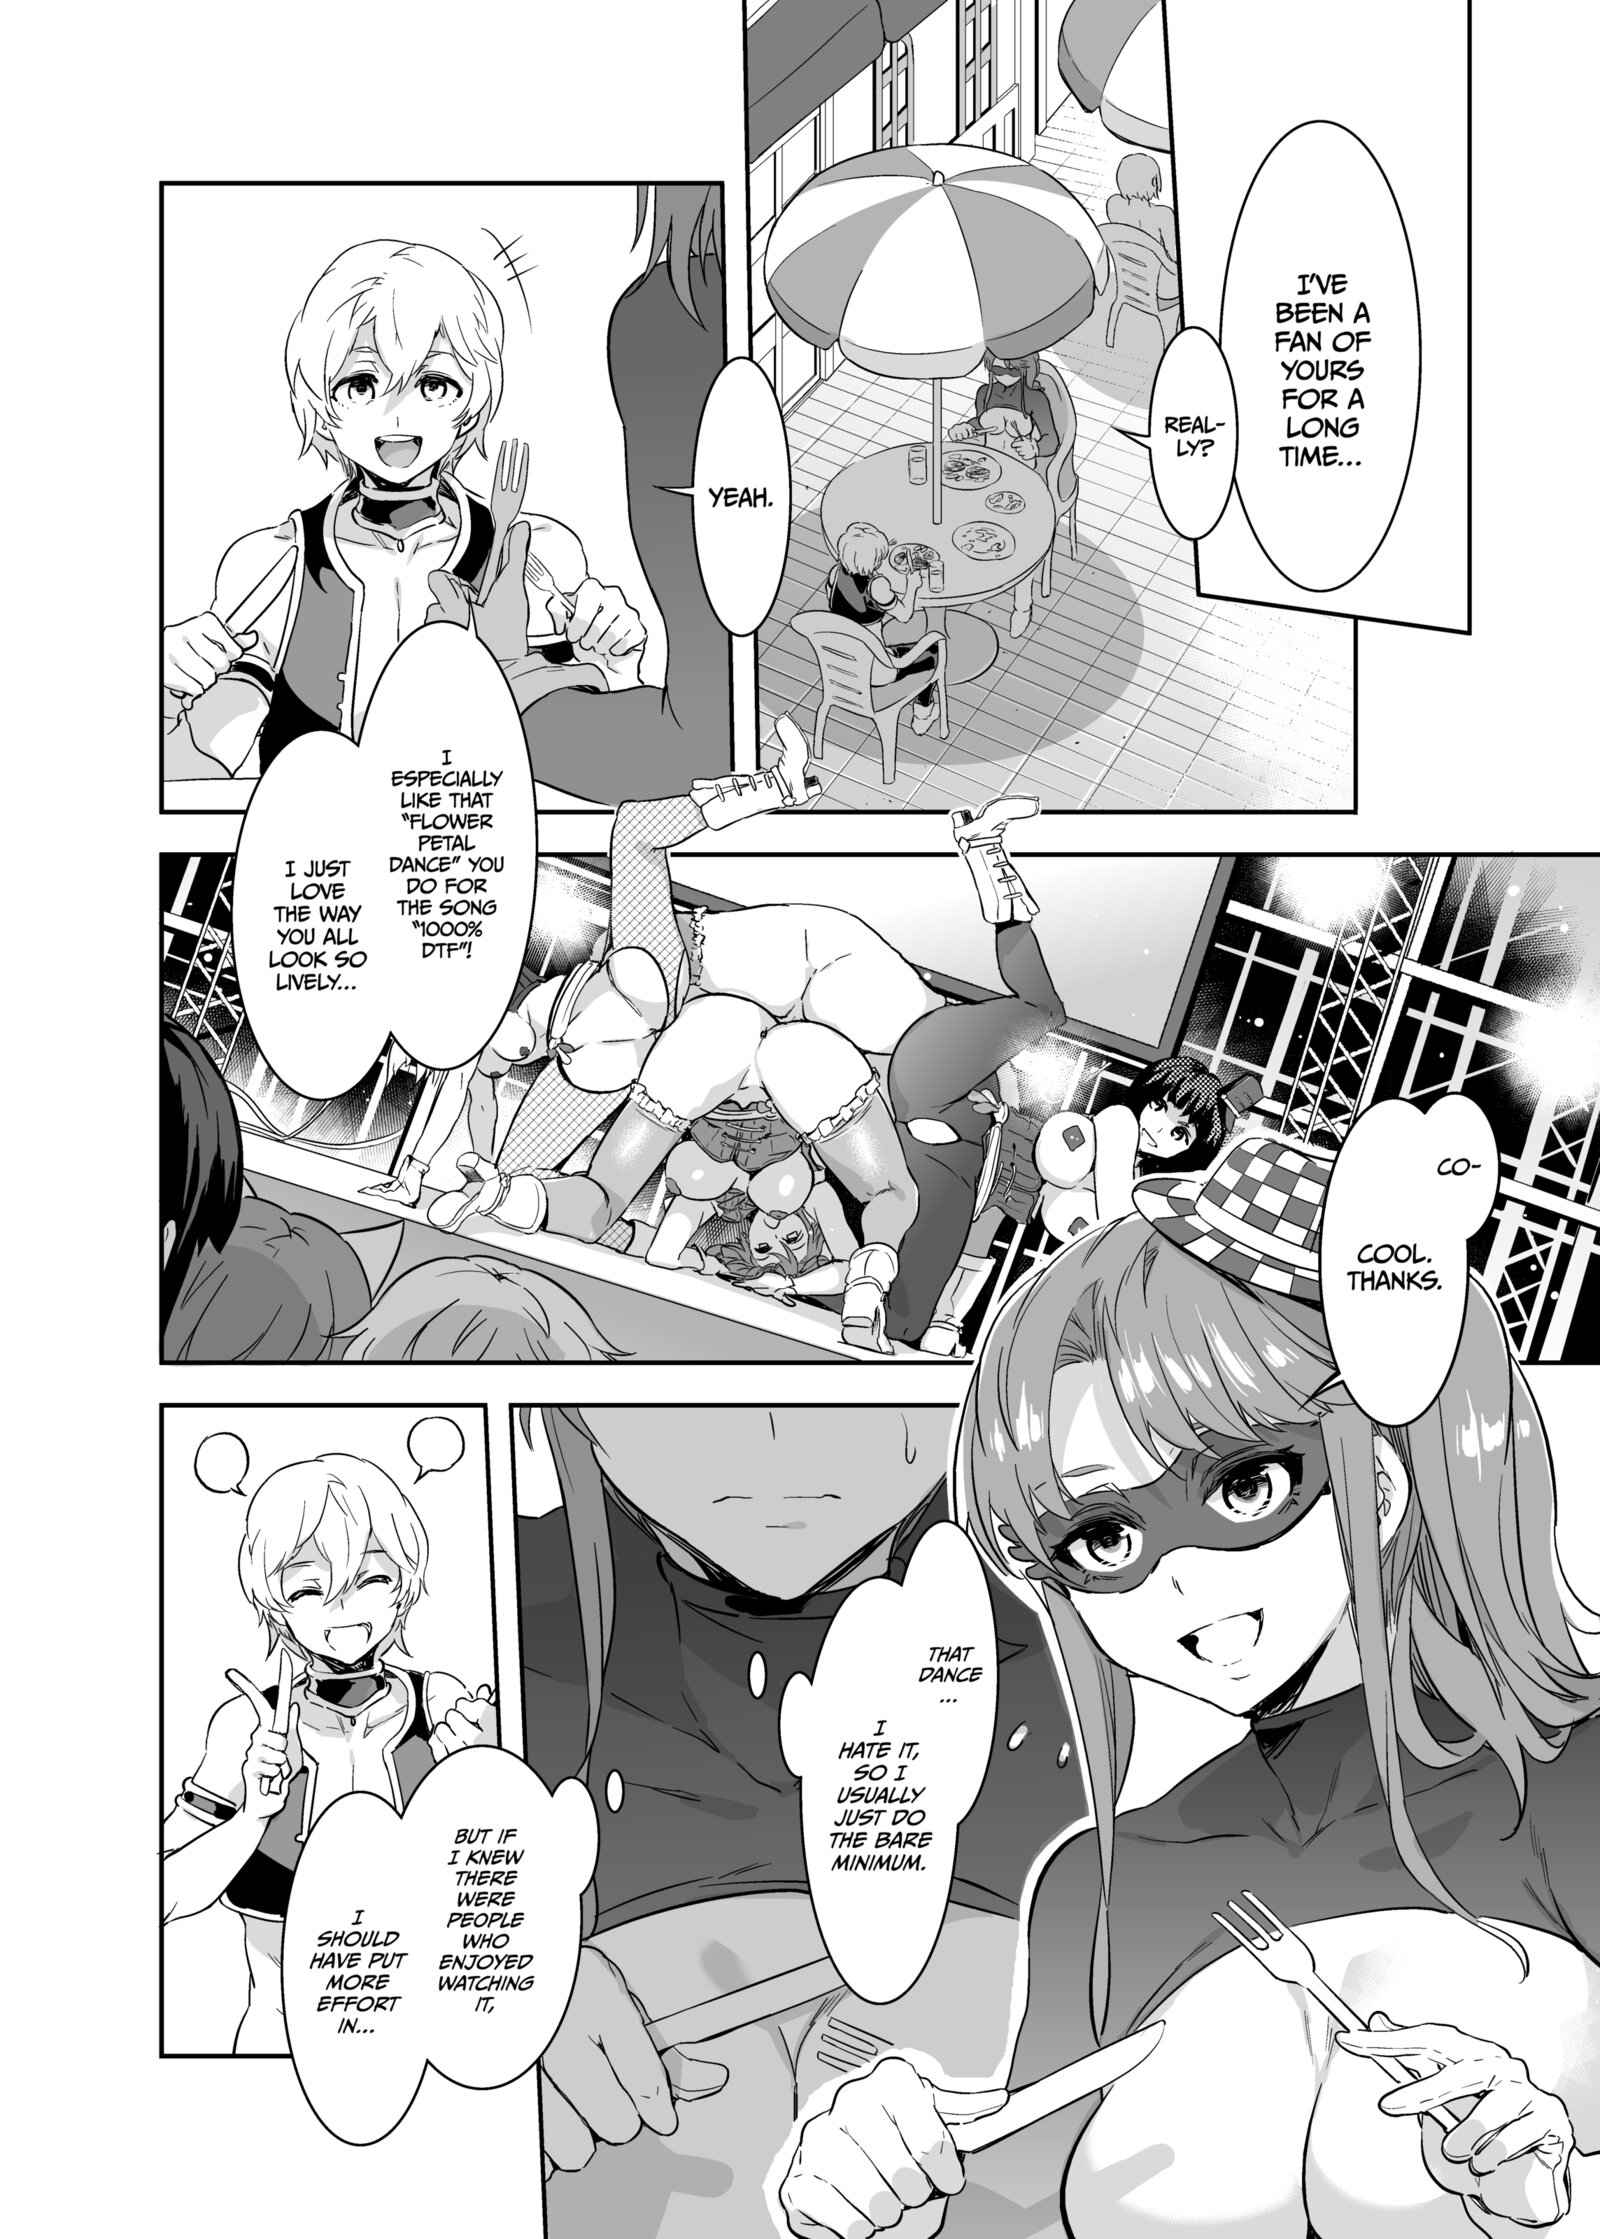 I'VE
BEEN A
FAN OF
YOURS
FOR A
LONG
TIME...
REAL-
LY?
YEAH.
I
ESPECIALLY
LIKE THAT
"FLOWER
PETAL
DANCE" YOU
DO FOR
THE SONG
"1000%
DTF"!
I JUST
LOVE
THE WAY
YOU ALL
LOOK SO
LIVELY...
CO-
COOL.
THANKS.
THAT
DANCE
...
I
HATE IT,
SO I
USUALLY
JUST DO
THE BARE
MINIMUM.
BUT IF
I KNEW
THERE
WERE
PEOPLE
WHO
ENJOYED
WATCHING
IT,
I
SHOULD
HAVE PUT
MORE
EFFORT
IN...